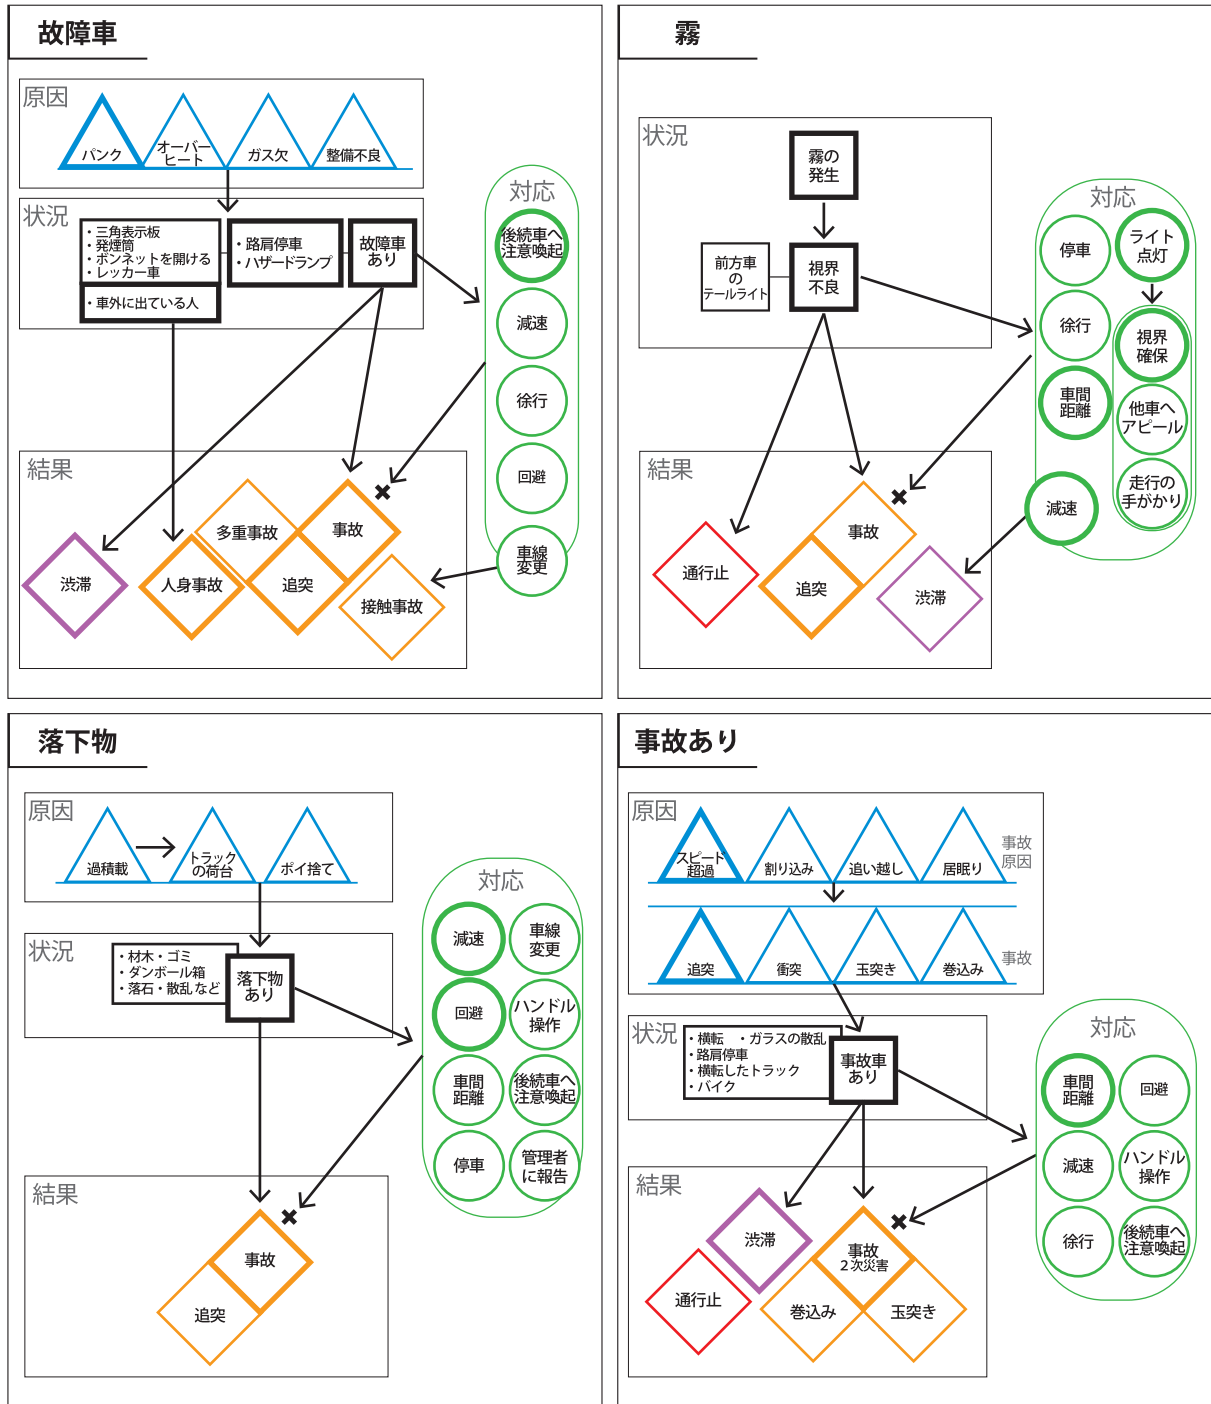 故障車
原因
パンク
オーバー
ヒート
ガス欠
整備不良
状況
・三角表示板
・発煙筒
・ボンネットを開ける
・レッカー車
・車外に出ている人
・路肩停車
・ハザードランプ
故障車
あり
対応
後続車へ
注意喚起
減速
徐行
回避
車線
変更
結果
渋滞
人身事故
多重事故
追突
事故
接触事故
霧
状況
霧の
発生
前方車
の
テールライト
視界
不良
対応
停車
ライト
点灯
徐行
視界
確保
車間
距離
他車へ
アピール
減速
走行の
手がかり
結果
通行止
追突
事故
渋滞
落下物
原因
過積載
トラック
の荷台
ポイ捨て
状況
・材木・ゴミ
・ダンボール箱
・落石・散乱など
落下物
あり
対応
減速
車線
変更
回避
ハンドル
操作
車間
距離
後続車へ
注意喚起
停車
管理者
に報告
結果
事故
追突
事故あり
原因
スピード
超過
割り込み
追い越し
居眠り
事故
原因
追突
衝突
玉突き
巻込み
事故
状況
・横転 ・ガラスの散乱
・路肩停車
・横転したトラック
・バイク
事故車
あり
対応
車間
距離
回避
減速
ハンドル
操作
徐行
後続車へ
注意喚起
結果
渋滞
通行止
事故
２次災害
巻込み
玉突き